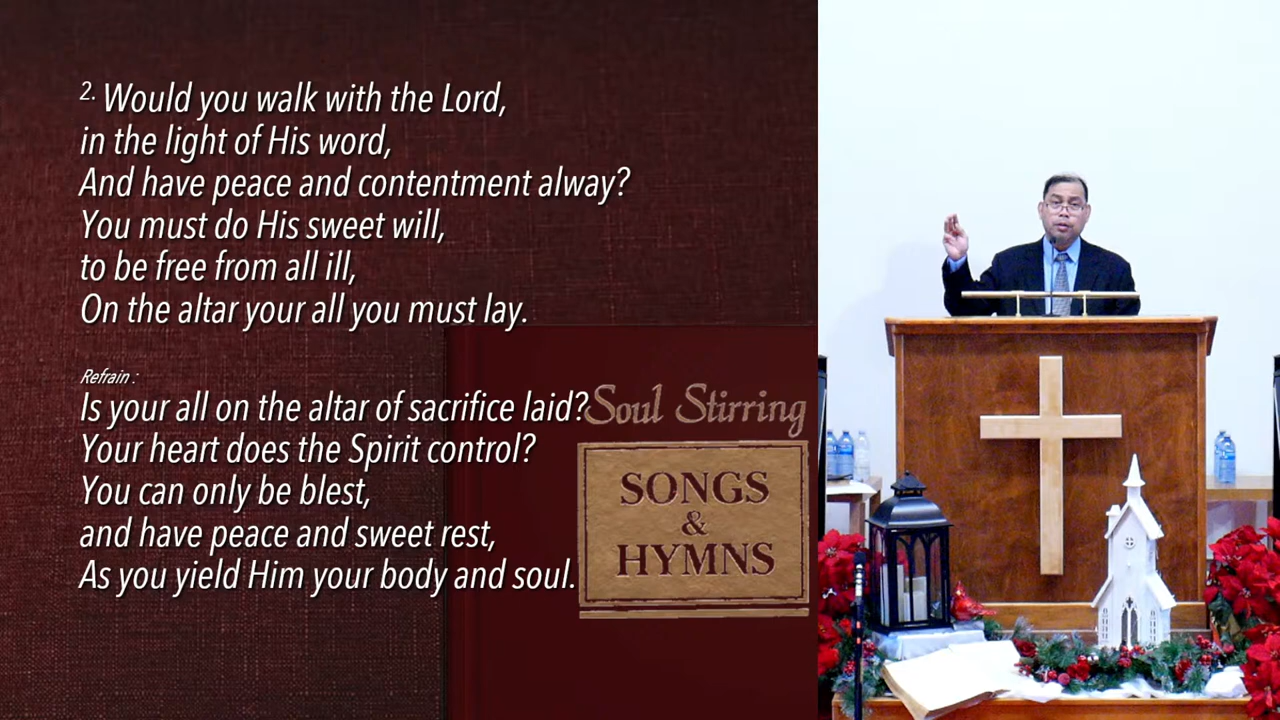 2. Would you walk with the Lord,
in the light of His word,
And have peace and contentment alway?
You must do His sweet will,
to be free from all ill,
On the altar your all you must lay.
Refrain :
Is your all on the altar of sacrifice laid?
Your heart does the Spirit control?
You can only be blest,
and have peace and sweet rest,
As you yield Him your body and soul.
Soul Stirring
SONGS
&
HYMNS